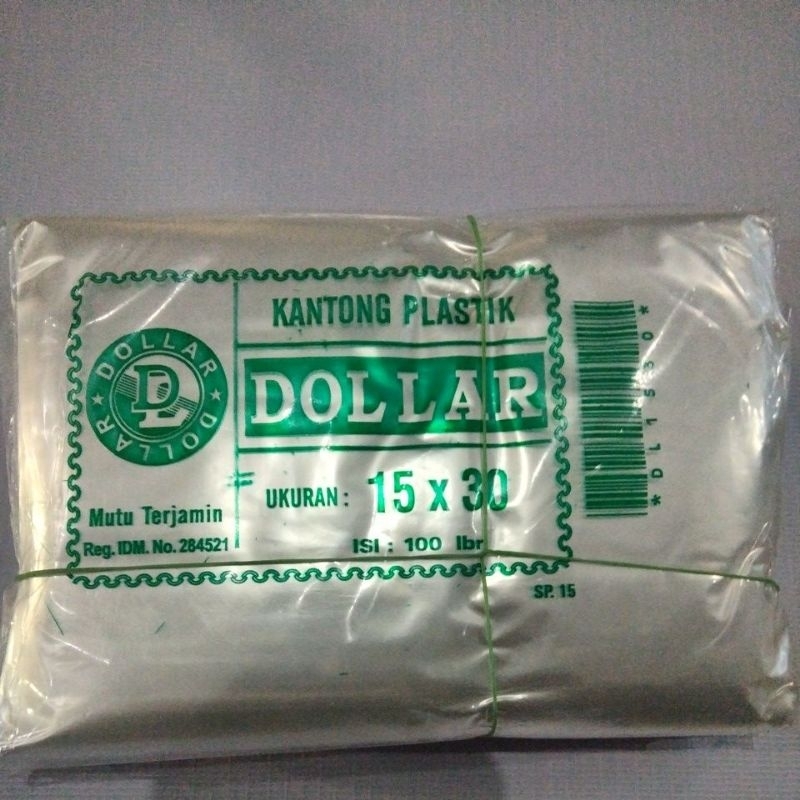 DOLLAR
DL
DOLLAR
Mutu Terjamin
Reg. IDM. No. 284521
KANTONG PLASTIK
DOLLAR
UKURAN : 15 x 30
ISI : 100 lbr
SP. 15
*DL1530*